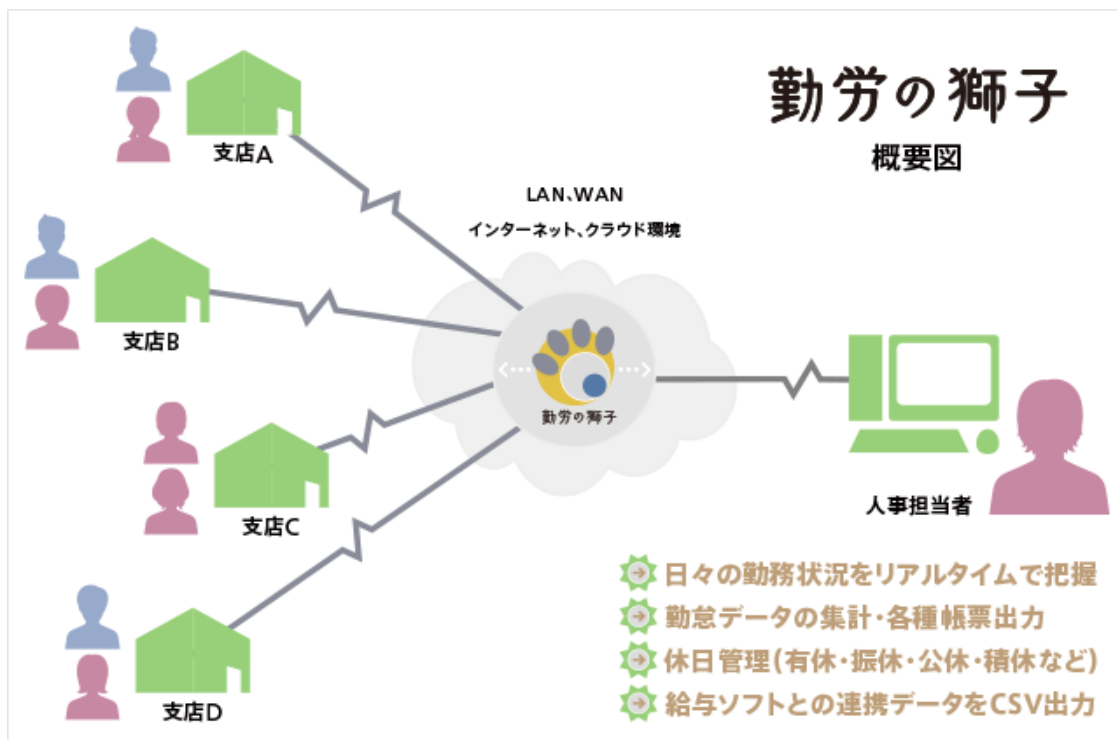 勤労の獅子
概要図
支店A
LAN、WAN
インターネット、クラウド環境
支店B
勤労の獅子
支店C
人事担当者
支店D
日々の勤務状況をリアルタイムで把握
勤怠データの集計・各種帳票出力
休日管理(有休・振休・公休・積休など)
給与ソフトとの連携データをCSV出力